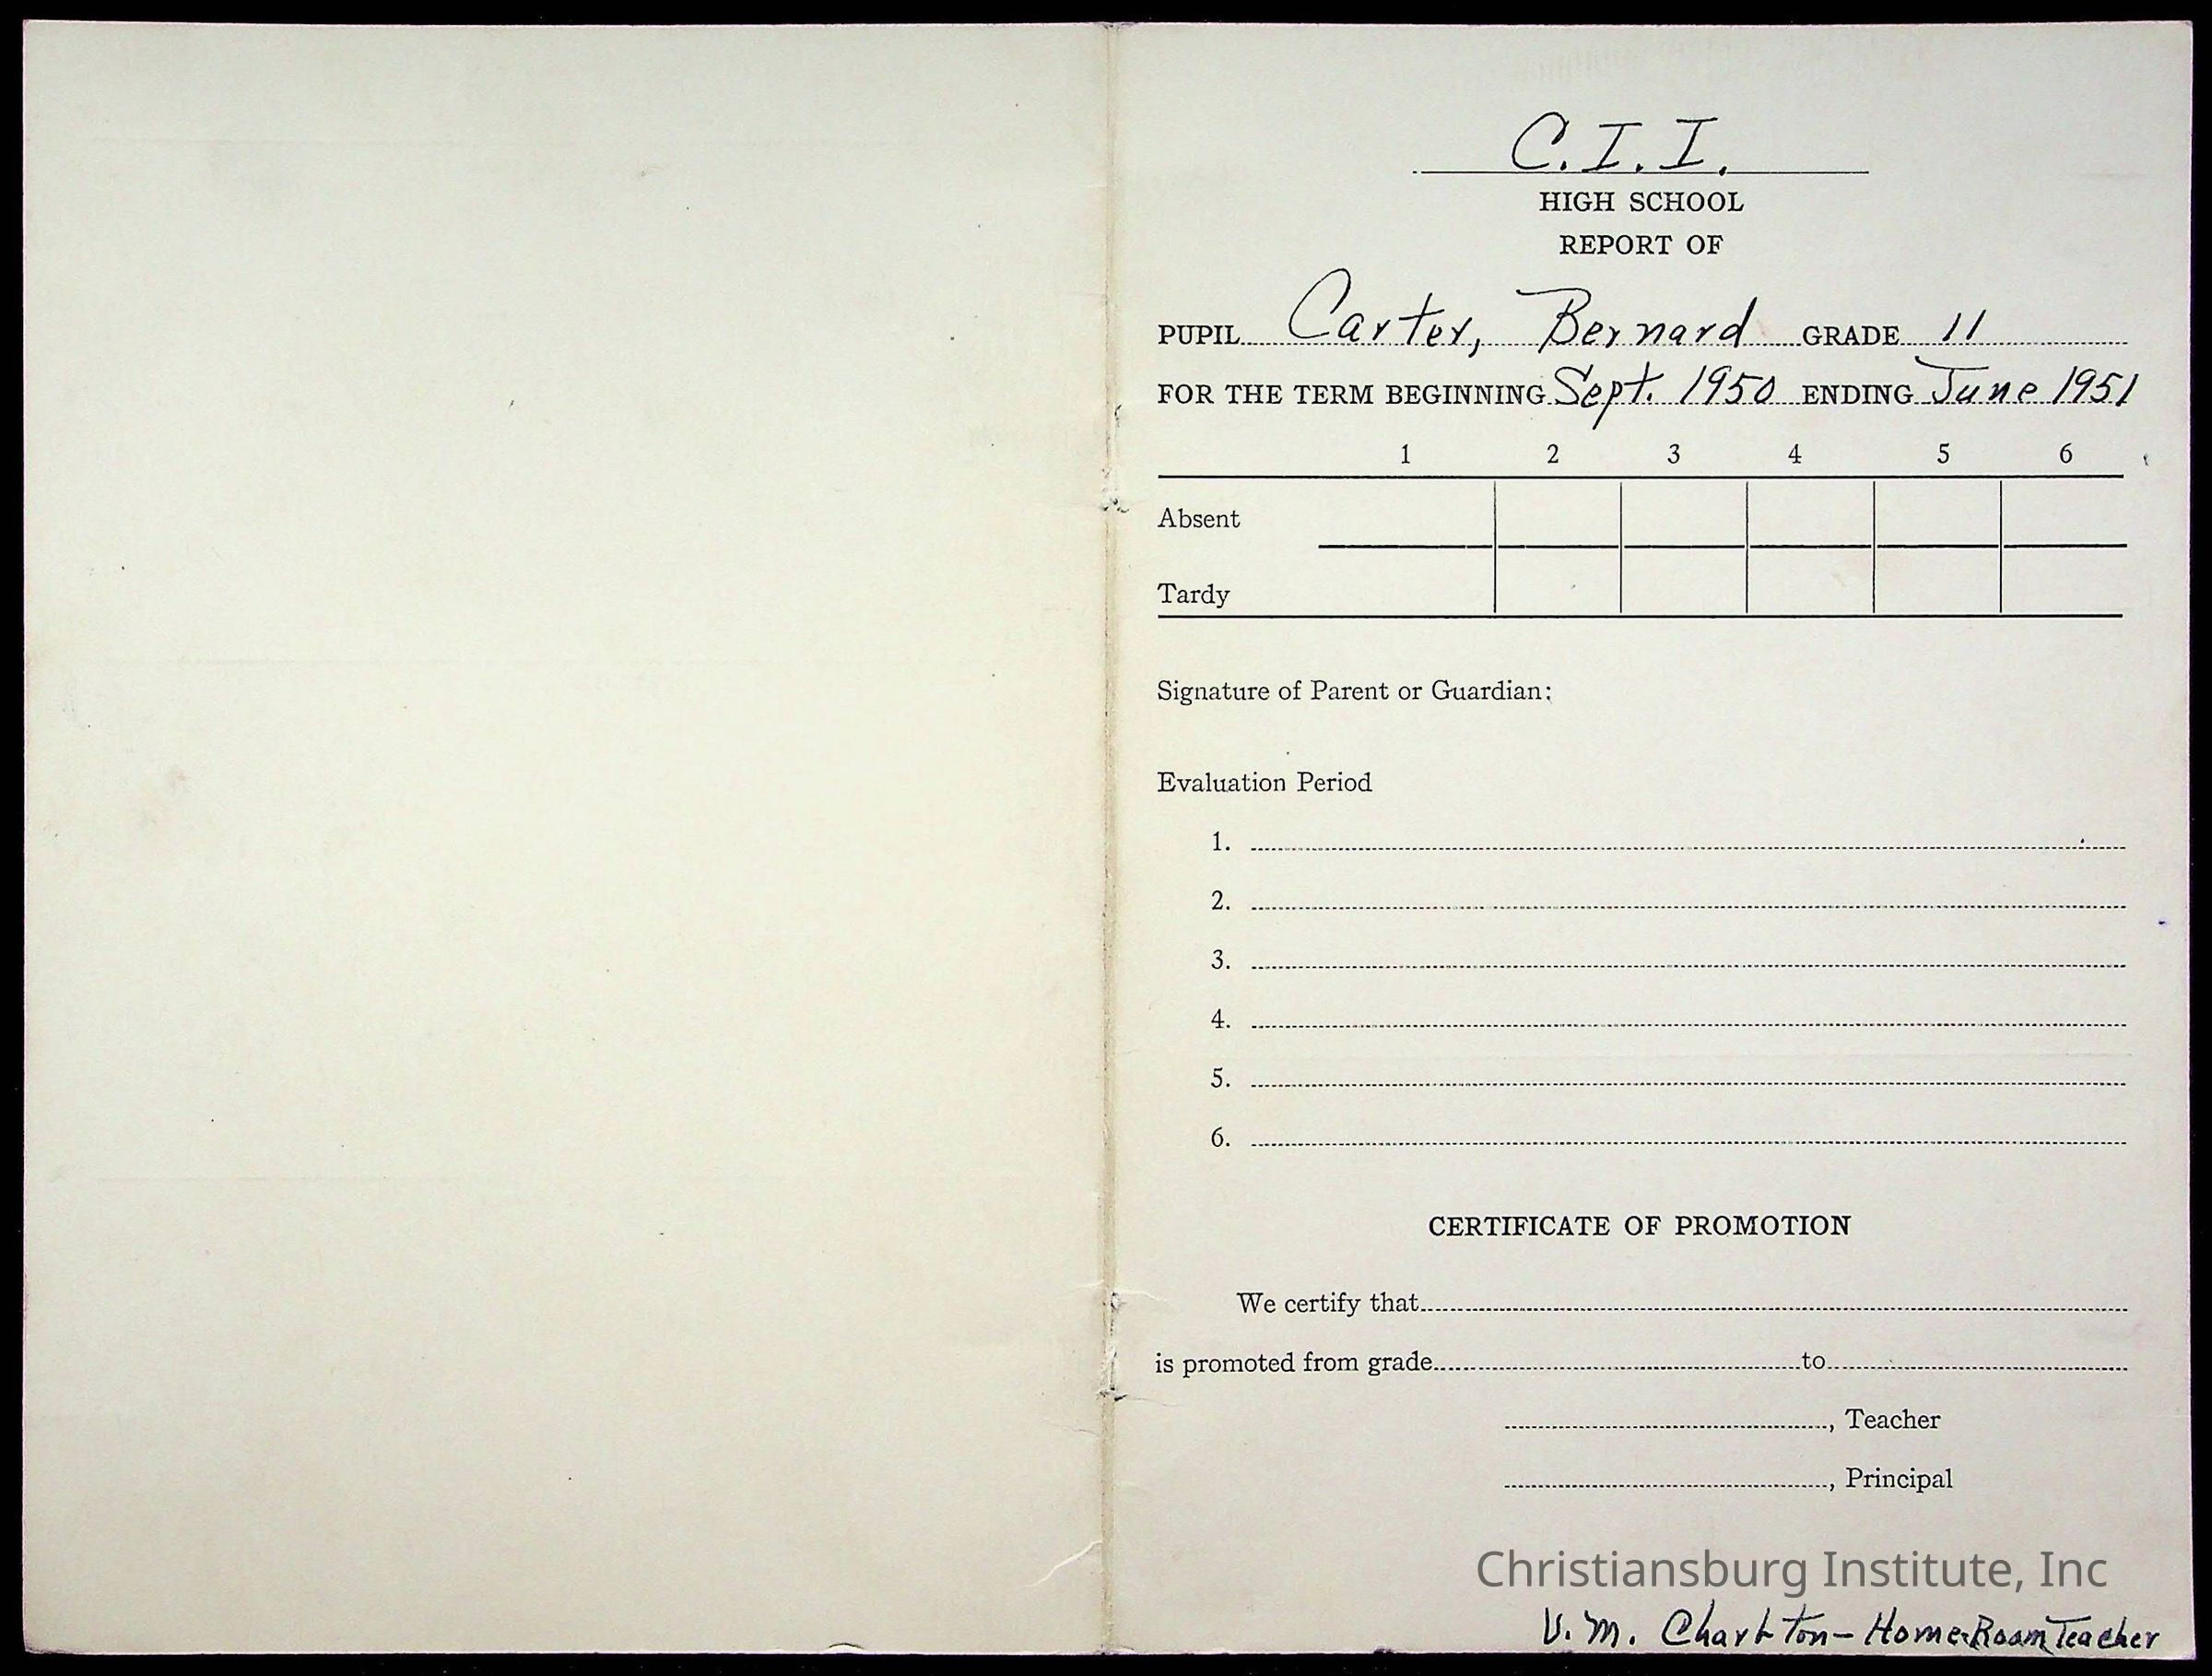 C.I.I.
HIGH SCHOOL
REPORT OF
PUPIL Carter, Bernard GRADE 11
FOR THE TERM BEGINNING Sept. 1950 ENDING June 1951
1 2 3 4 5 6
Absent
Tardy
Signature of Parent or Guardian:
Evaluation Period
1.
2.
3.
4.
5.
6.
CERTIFICATE OF PROMOTION
We certify that
is promoted from grade to
, Teacher
, Principal
Christiansburg Institute, Inc
V. M. Charlton - Home Room Teacher